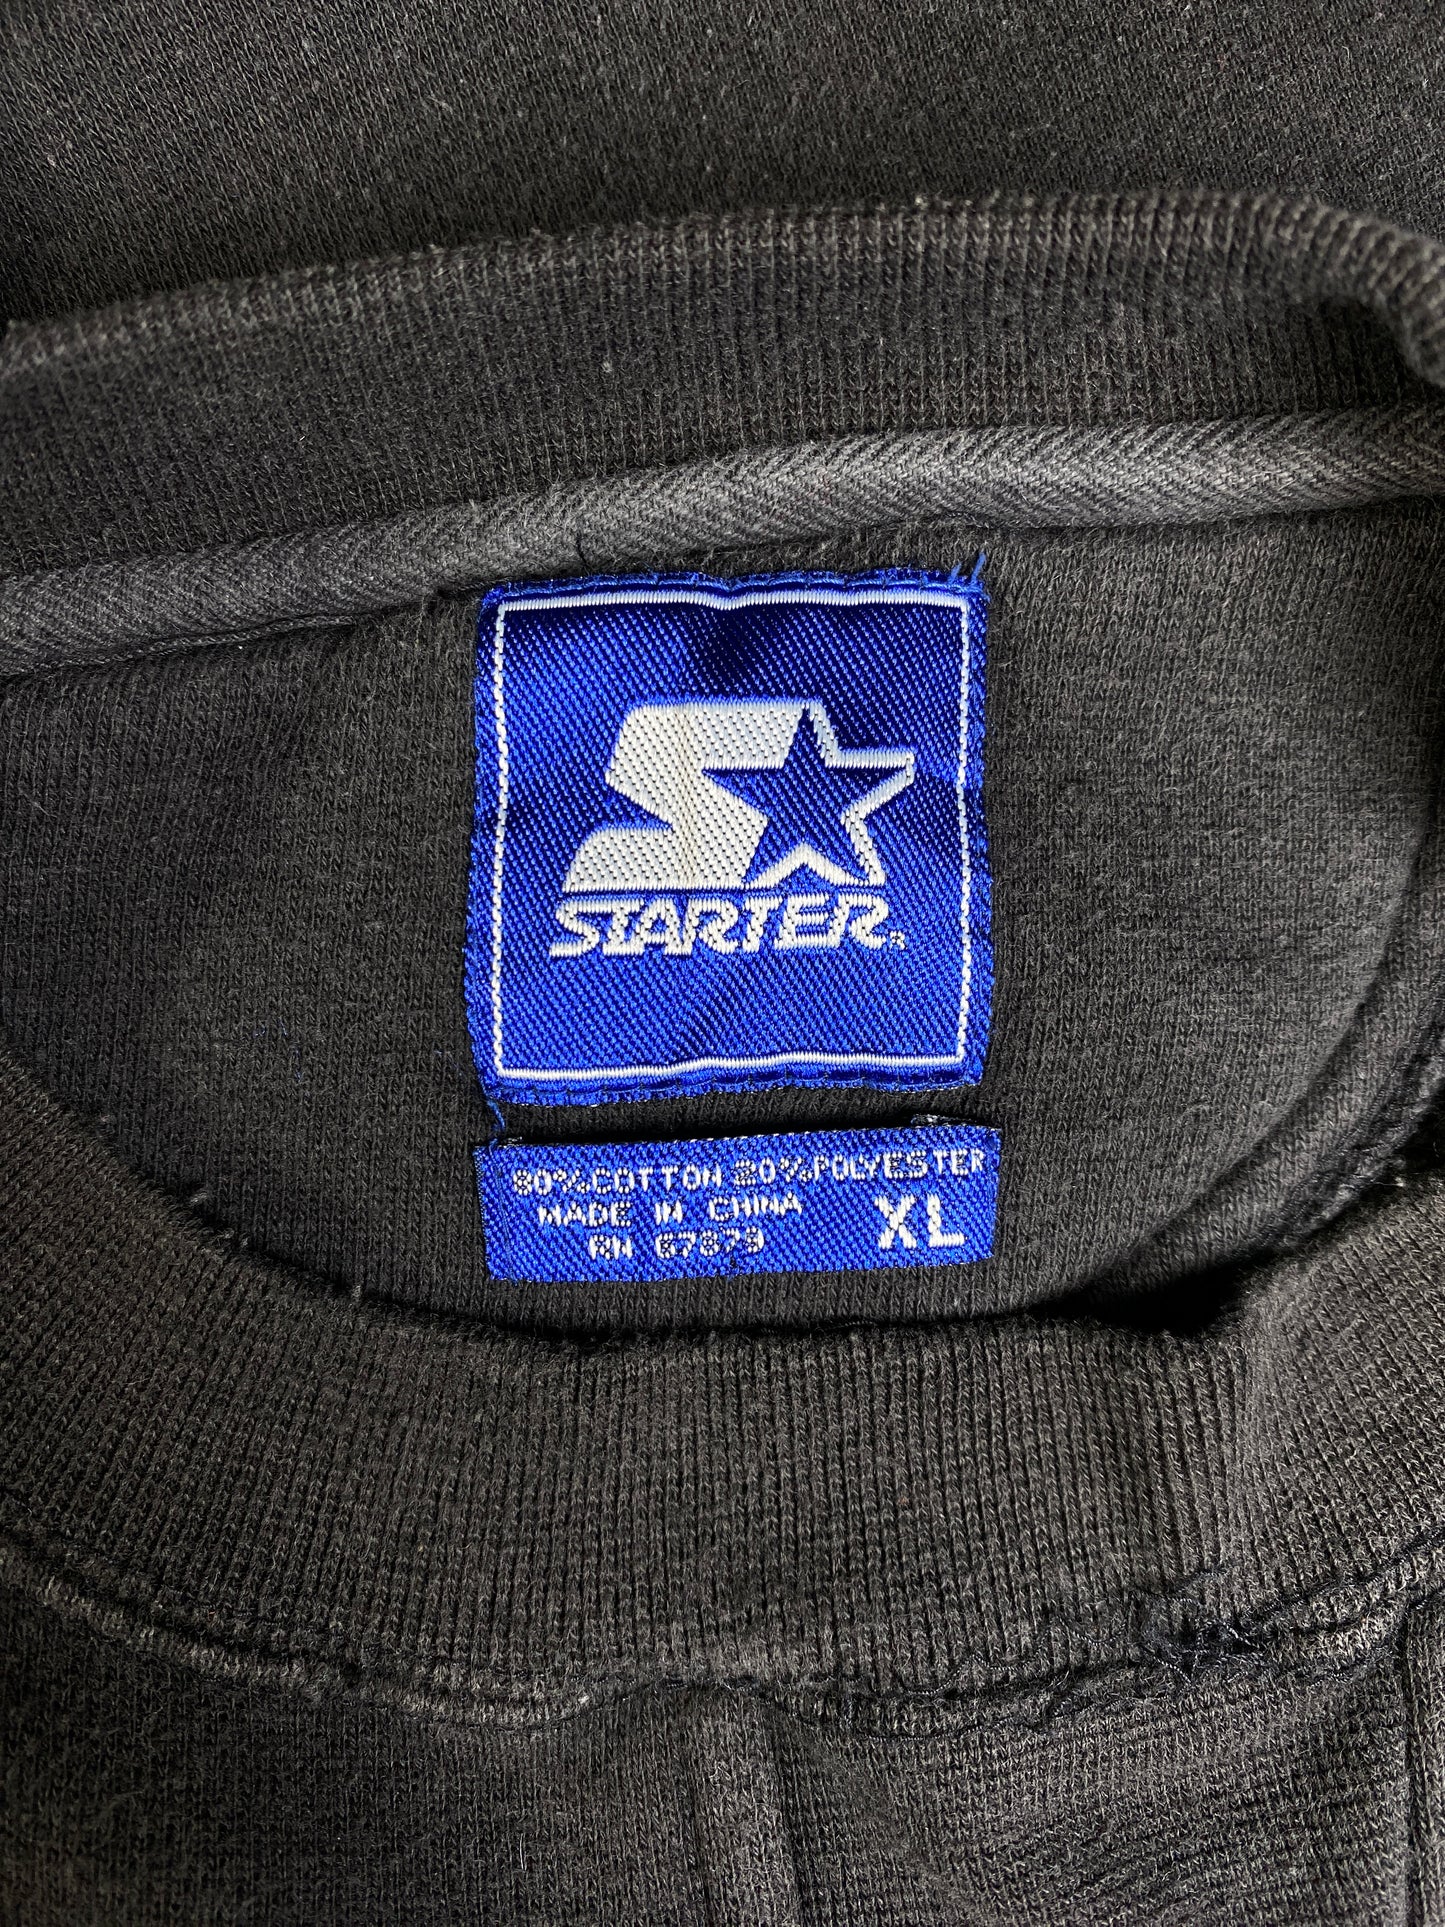 STARTER®
80% COTTON 20% POLYESTER
MADE IN CHINA
RN 67879
XL